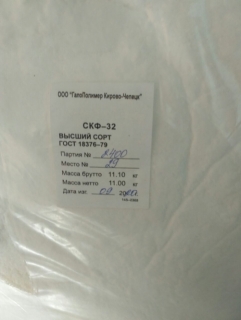 ООО "ГалоПолимер Кирово-Чепецк"
СКФ-32
ВЫСШИЙ СОРТ
ГОСТ 18376-79
Партия №
Место № 29
Масса брутто 11.10 кг
Масса нетто 11.00 кг
Дата изг.